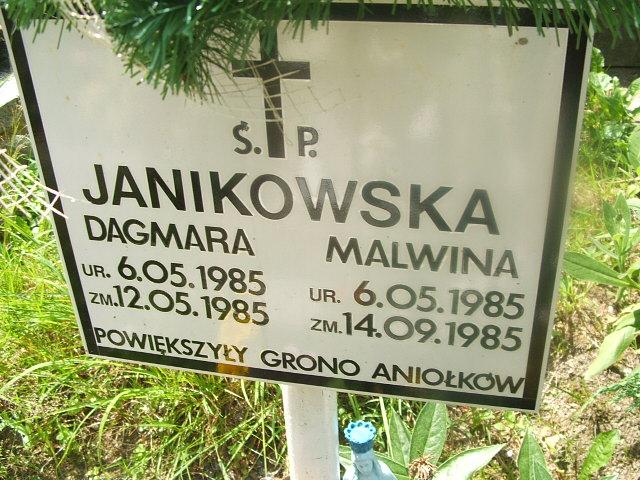 Ś. P.
JANIKOWSKA
DAGMARA MALWINA
UR. 6.05.1985 UR. 6.05.1985
ZM. 12.05.1985 ZM. 14.09.1985
POWIĘKSZYŁY GRONO ANIOŁKÓW